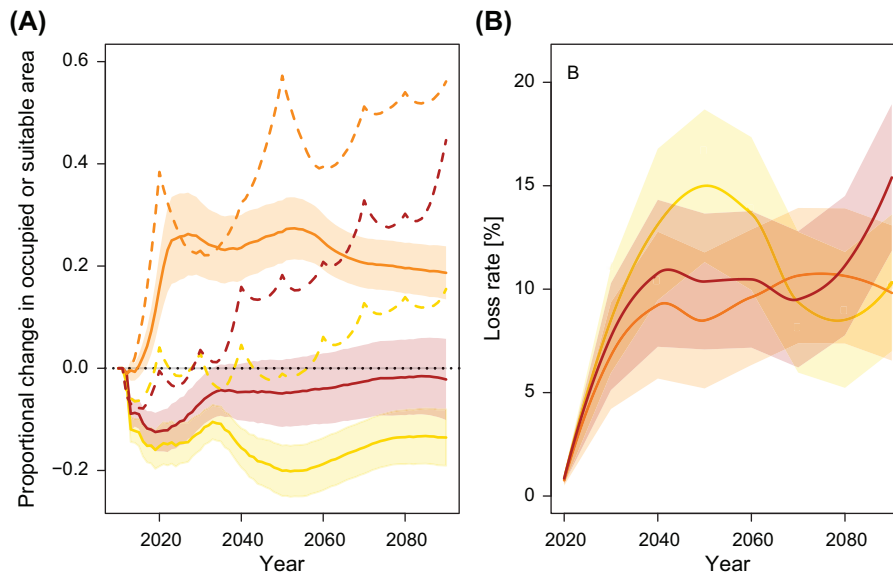 (A)
Proportional change in occupied or suitable area
0.6
0.4
0.2
0.0
−0.2
2020 2040 2060 2080
Year
(B)
B
Loss rate [%]
20
15
10
5
0
2020 2040 2060 2080
Year